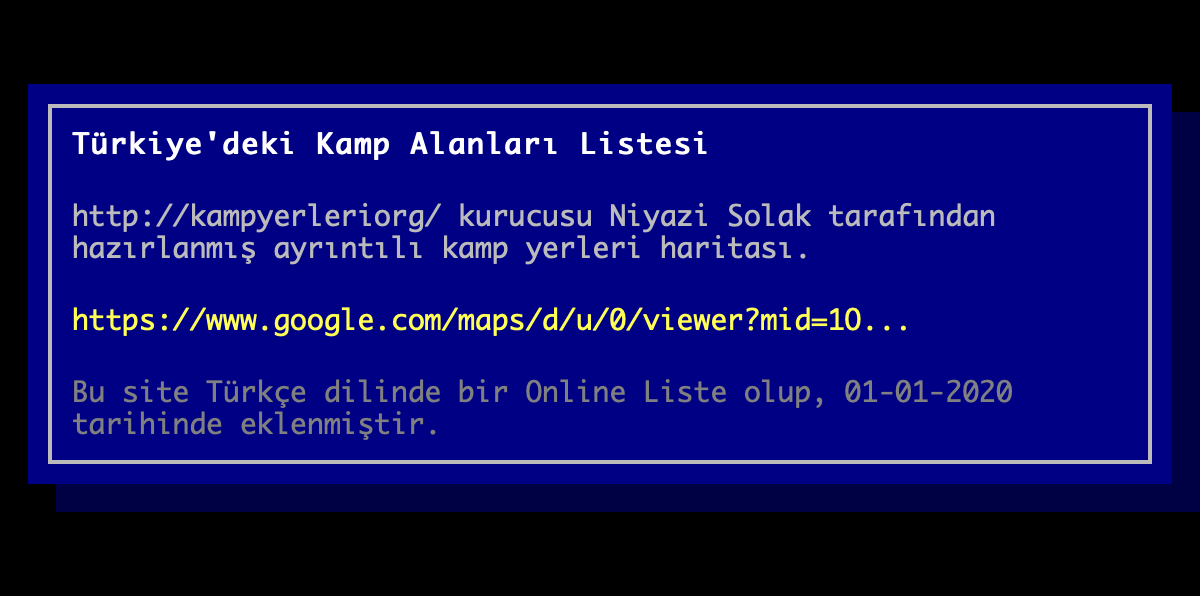 Türkiye'deki Kamp Alanları Listesi
http://kampyerleriorg/ kurucusu Niyazi Solak tarafından
hazırlanmış ayrıntılı kamp yerleri haritası.
https://www.google.com/maps/d/u/0/viewer?mid=1O...
Bu site Türkçe dilinde bir Online Liste olup, 01-01-2020
tarihinde eklenmiştir.